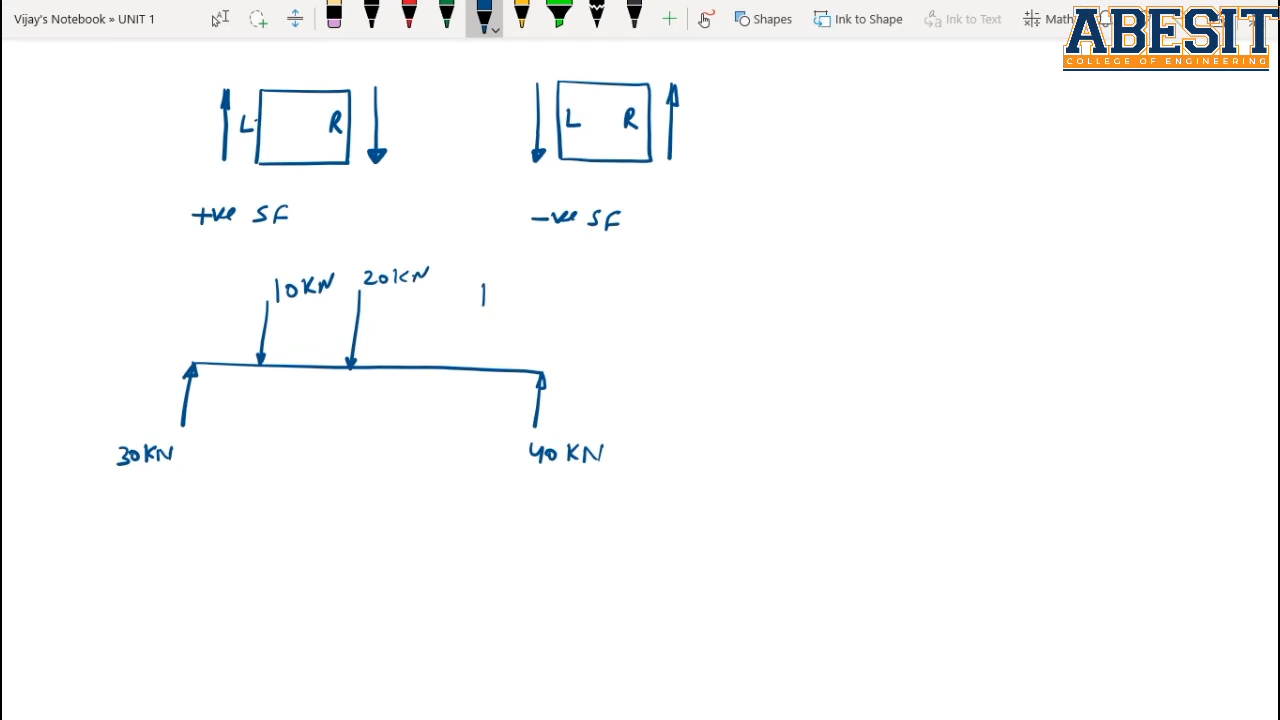 Vijay's Notebook » UNIT 1
Shapes
Ink to Shape
Ink to Text
Math
ABESIT
COLLEGE OF ENGINEERING
L R
L R
+ve SF
-ve SF
10KN
20KN
30KN
40KN